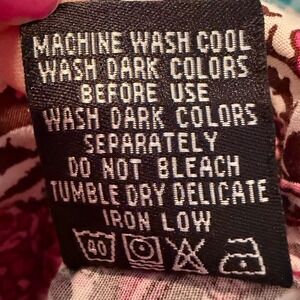 MACHINE WASH COOL
WASH DARK COLORS
BEFORE USE
WASH DARK COLORS
SEPARATELY
DO NOT BLEACH
TUMBLE DRY DELICATE
IRON LOW
40